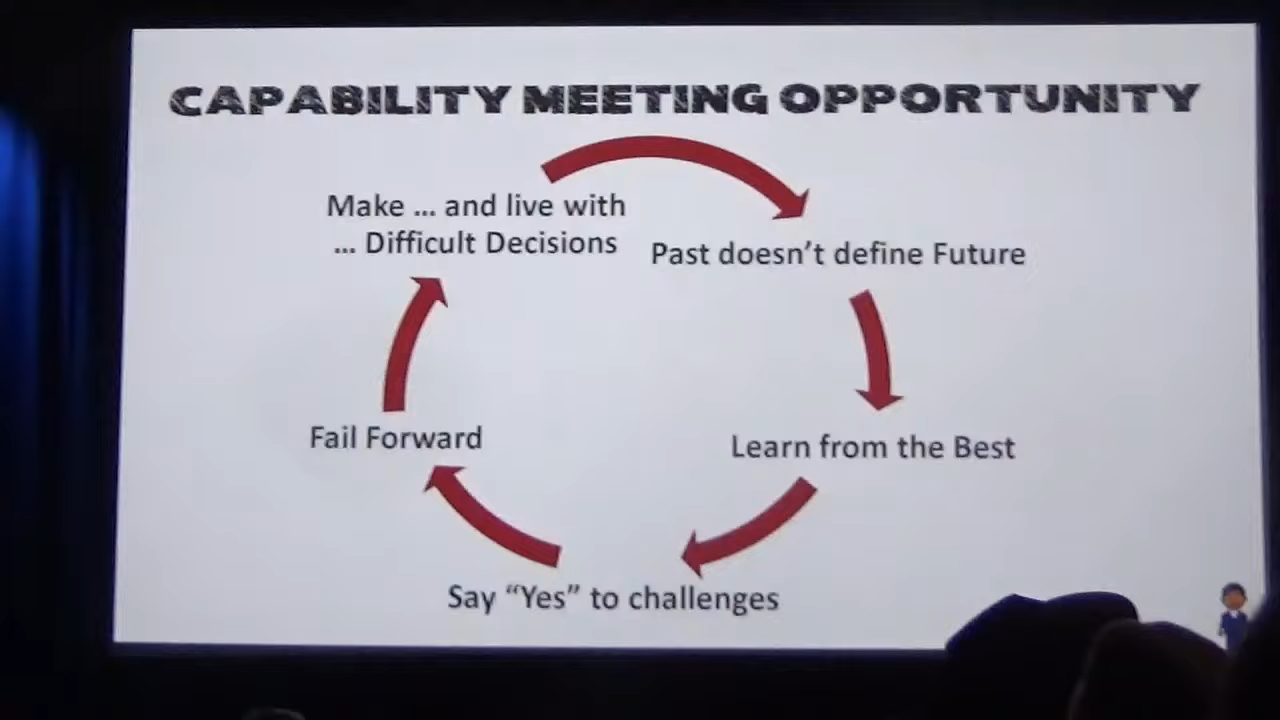 CAPABILITY MEETING OPPORTUNITY
Make ... and live with
... Difficult Decisions
Past doesn’t define Future
Learn from the Best
Say “Yes” to challenges
Fail Forward